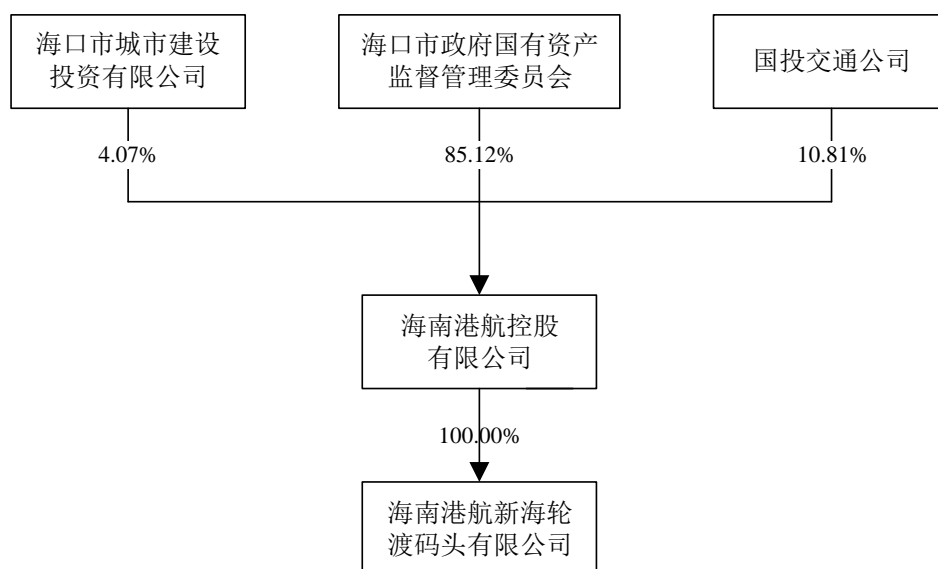 海口市城市建设
投资有限公司
海口市政府国有资产
监督管理委员会
国投交通公司
4.07%
85.12%
10.81%
海南港航控股
有限公司
100.00%
海南港航新海轮
渡码头有限公司